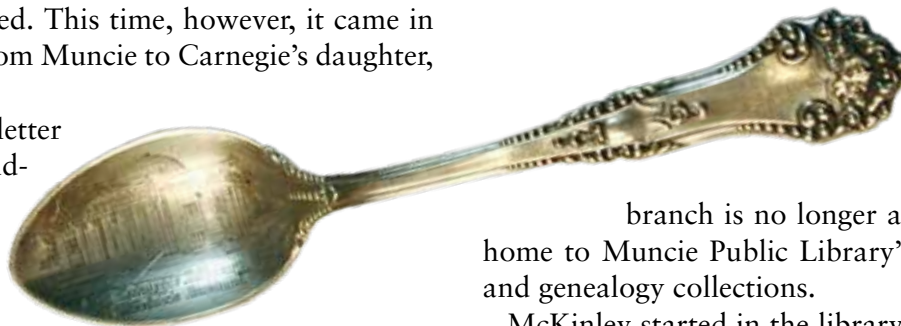 ed. This time, however, it came in
om Muncie to Carnegie’s daughter,
letter
d-
branch is no longer a
home to Muncie Public Library’
and genealogy collections.
McKinley started in the library